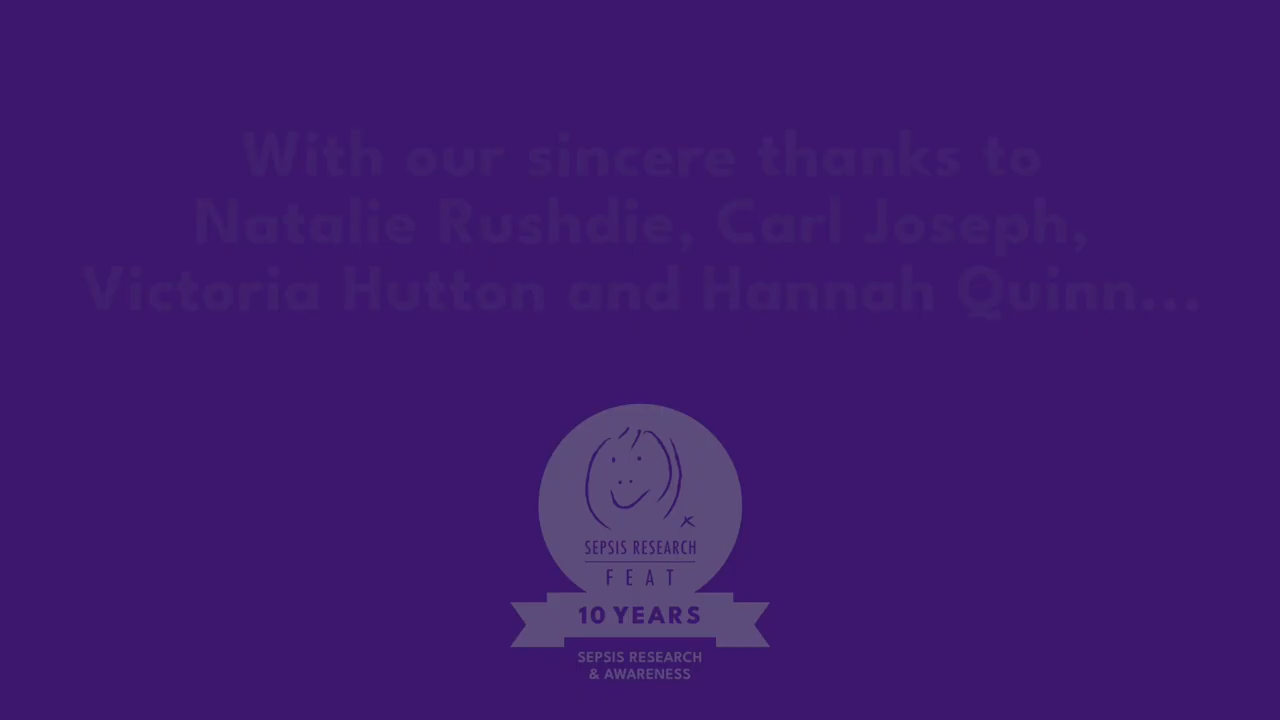 With our sincere thanks to
Natalie Rushdie, Carl Joseph,
Victoria Hutton and Hannah Quinn...
SEPSIS RESEARCH
FEAT
10 YEARS
SEPSIS RESEARCH
& AWARENESS